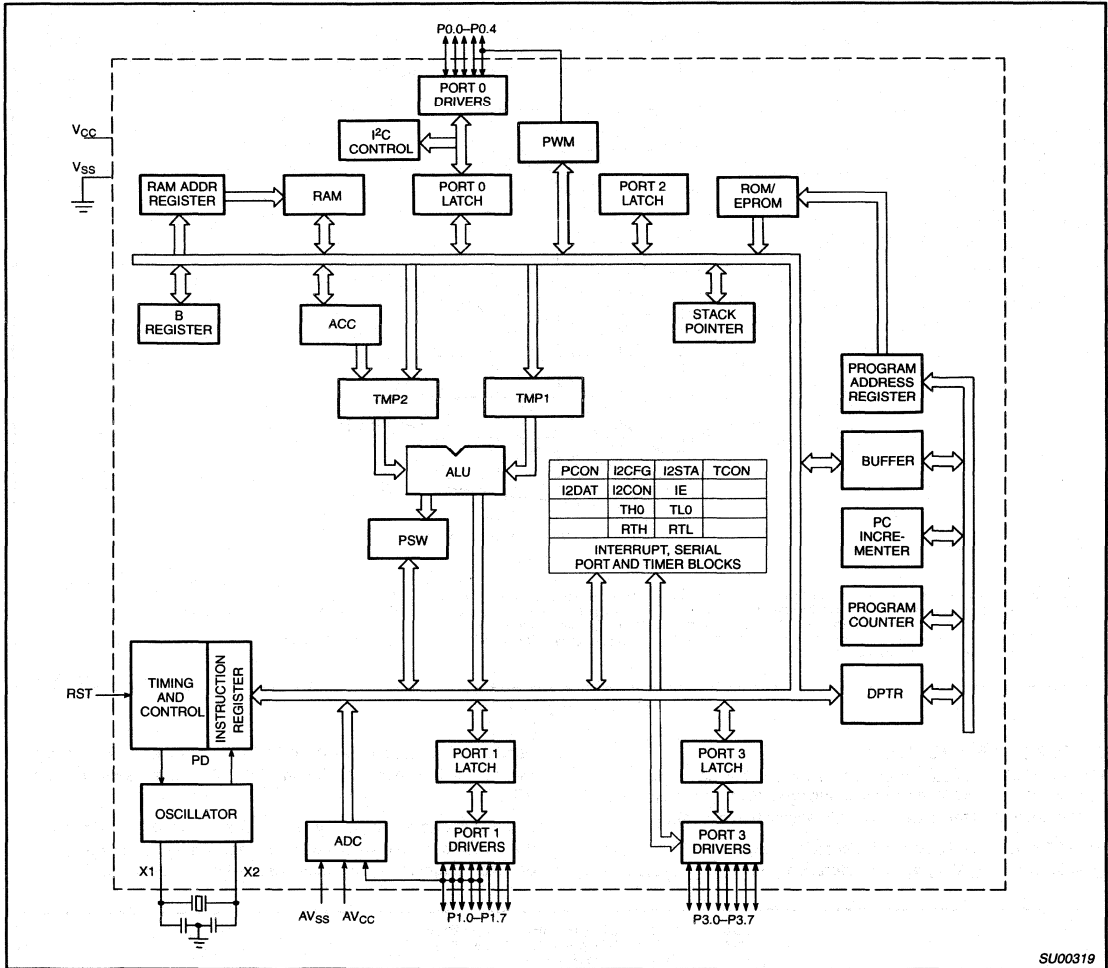 P0.0–P0.4
PORT 0
DRIVERS
VCC
I²C
CONTROL
PWM
VSS
RAM ADDR
REGISTER
RAM
PORT 0
LATCH
PORT 2
LATCH
ROM/
EPROM
B
REGISTER
ACC
STACK
POINTER
PROGRAM
ADDRESS
REGISTER
TMP2
TMP1
ALU
BUFFER
PCON I2CFG I2STA TCON
I2DAT I2CON IE
TH0 TL0
RTH RTL
INTERRUPT, SERIAL
PORT AND TIMER BLOCKS
PSW
PC
INCRE-
MENTER
PROGRAM
COUNTER
RST
TIMING
AND
CONTROL
INSTRUCTION
REGISTER
DPTR
PD
PORT 1
LATCH
PORT 3
LATCH
OSCILLATOR
ADC
PORT 1
DRIVERS
PORT 3
DRIVERS
X1
X2
AVSS
AVCC
P1.0–P1.7
P3.0–P3.7
SU00319